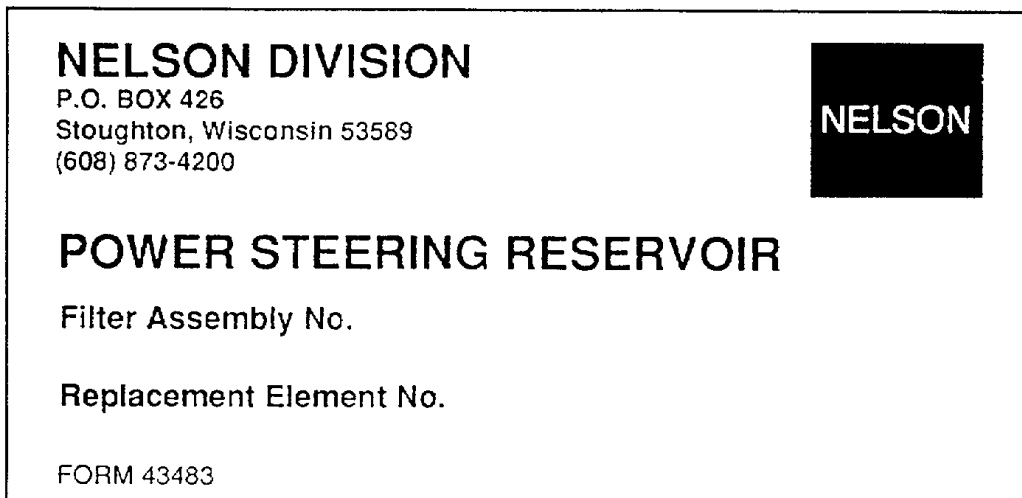 NELSON DIVISION
P.O. BOX 426
Stoughton, Wisconsin 53589
(608) 873-4200
NELSON
POWER STEERING RESERVOIR
Filter Assembly No.
Replacement Element No.
FORM 43483